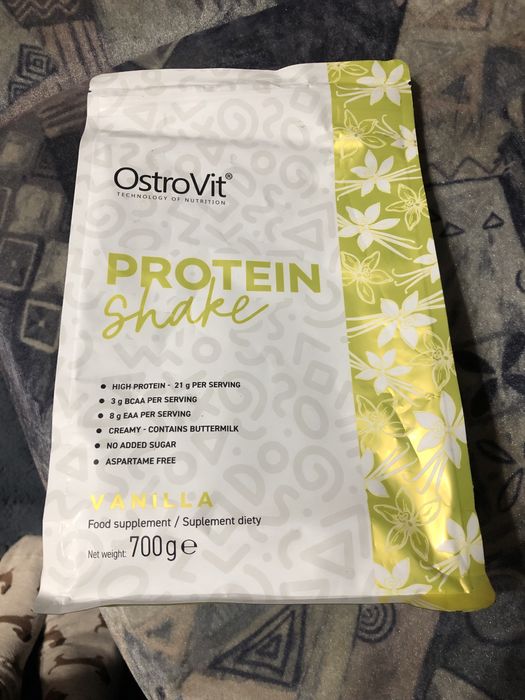 OstroVit®
TECHNOLOGY OF NUTRITION
PROTEIN
shake
• HIGH-PROTEIN - 21 g PER SERVING
• 3 g BCAA PER SERVING
• 8 g EAA PER SERVING
• CREAMY - CONTAINS BUTTERMILK
• NO ADDED SUGAR
• ASPARTAME FREE
VANILLA
Food supplement / Suplement diety
Net weight: 700 g ℮